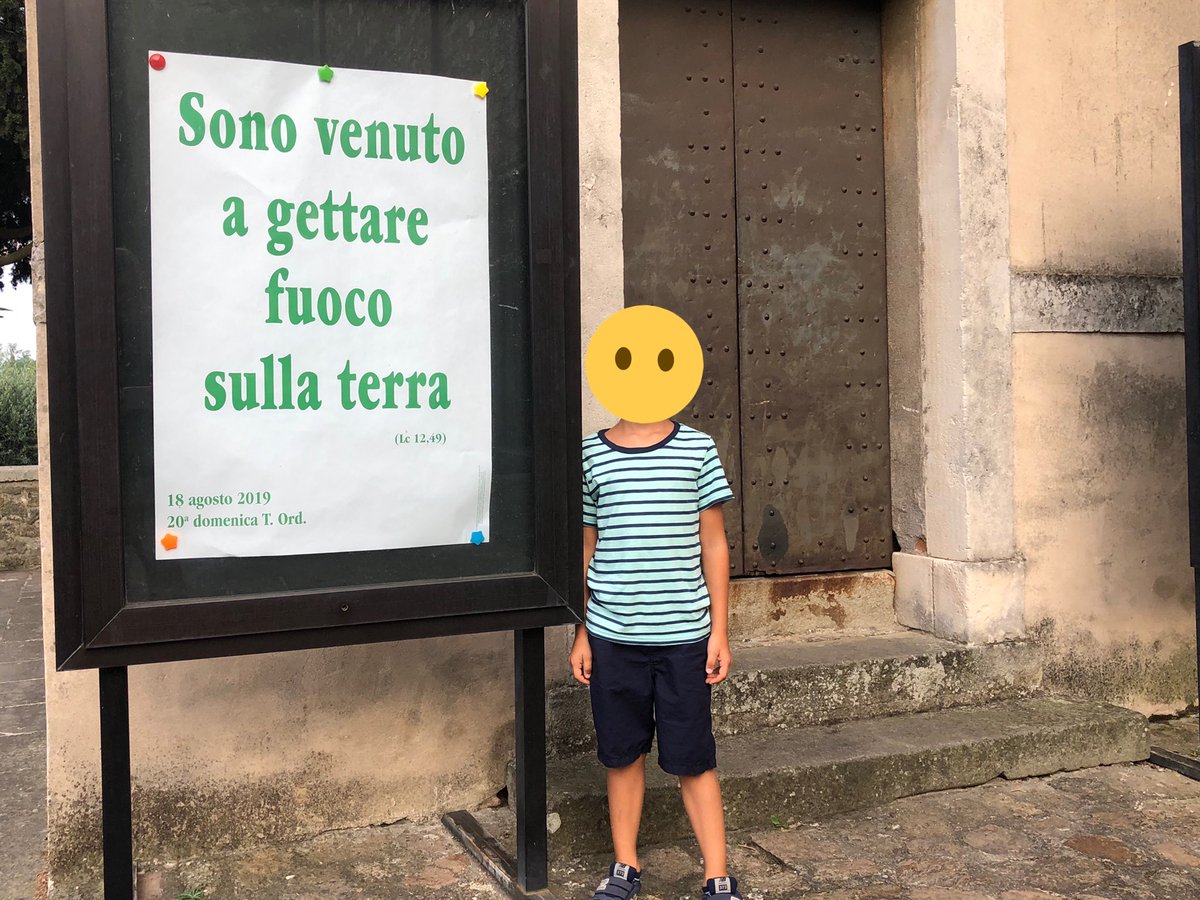 Sono venuto
a gettare
fuoco
sulla terra
(Lc 12,49)
18 agosto 2019
20ª domenica T. Ord.